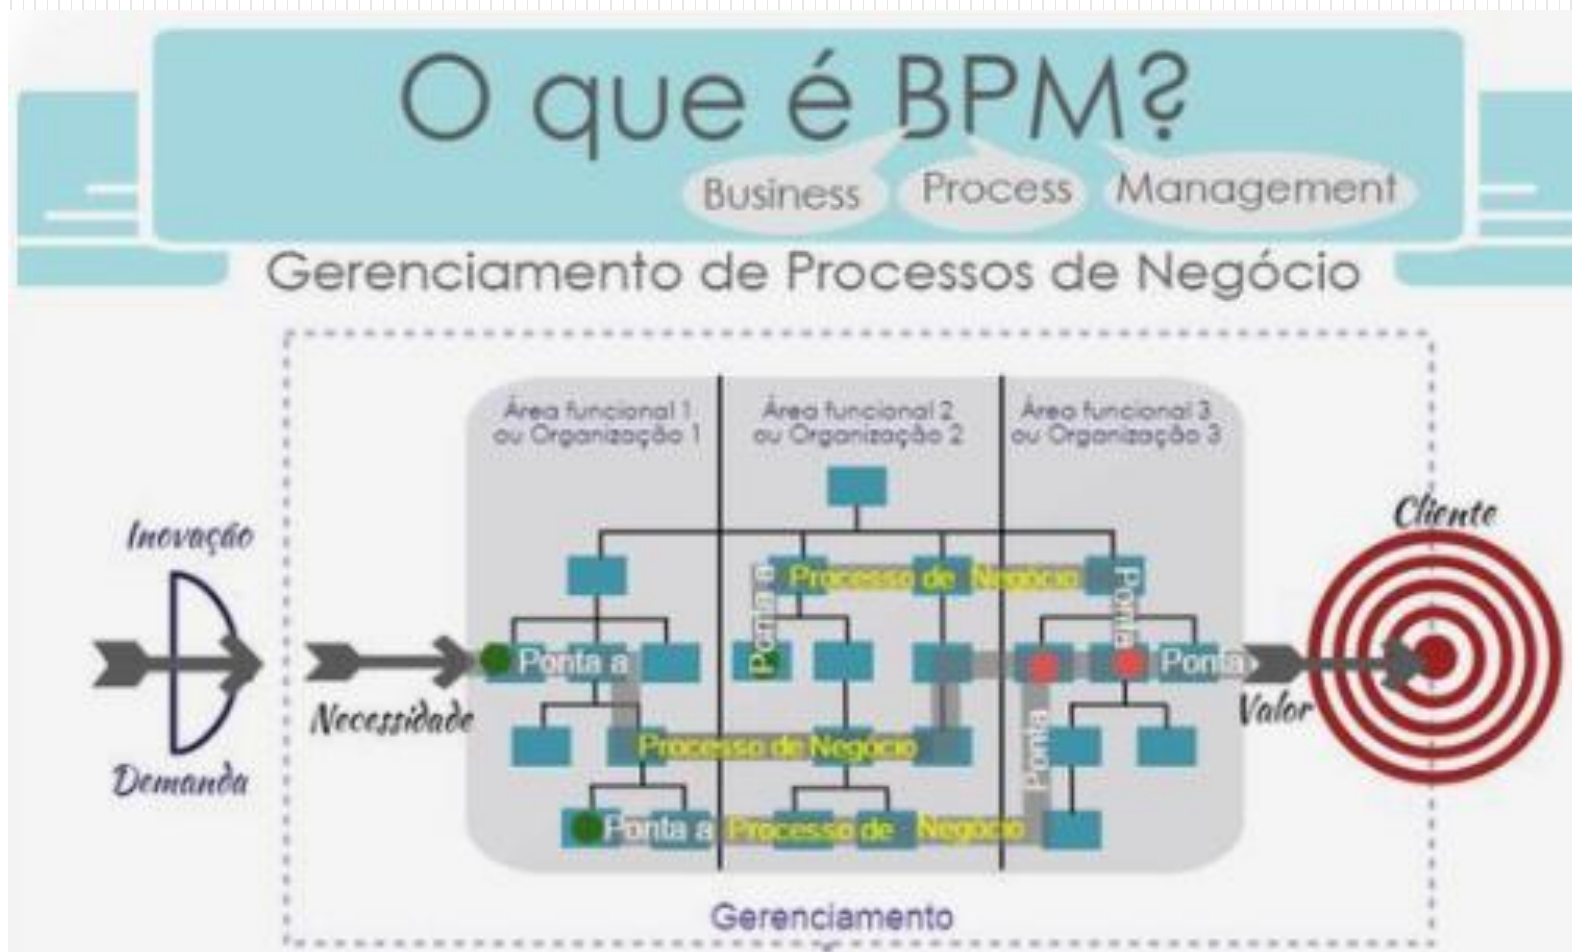 O que é BPM?
Business Process Management
Gerenciamento de Processos de Negócio
Área funcional 1
ou Organização 1
Área funcional 2
ou Organização 2
Área funcional 3
ou Organização 3
Inovação
Demanda
Necessidade
Ponta a
Processo de Negócio
Ponta
Ponta a
Processo de Negócio
Ponta
Ponta a
Processo de Negócio
Ponta
Valor
Cliente
Gerenciamento